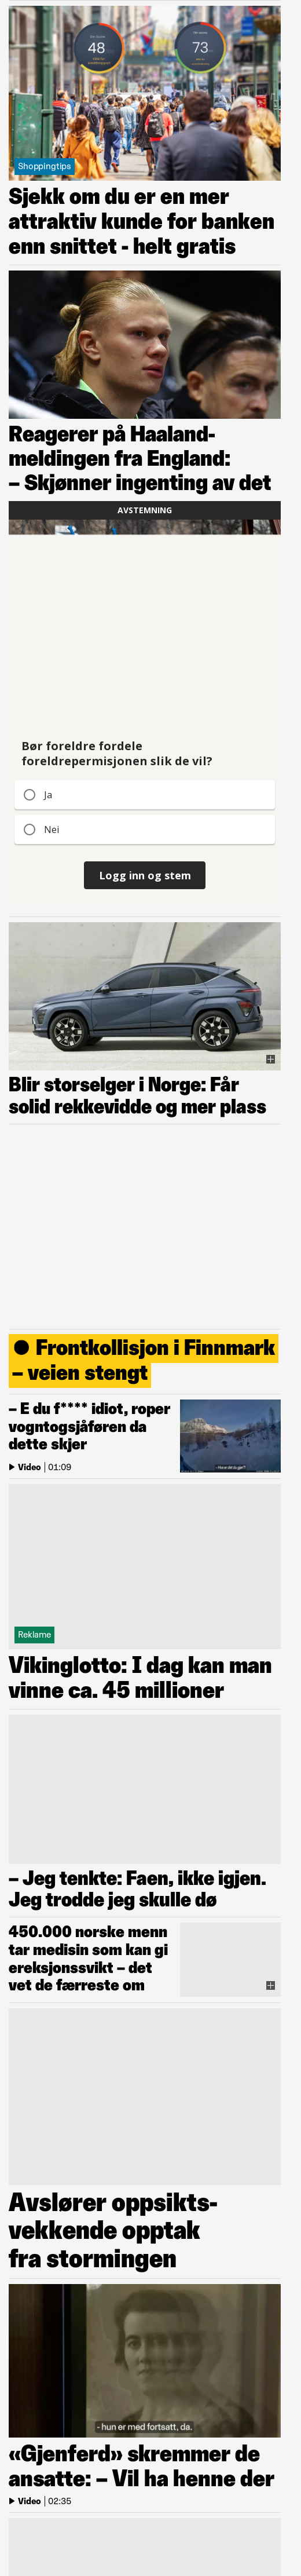 48
73
Shoppingtips
Sjekk om du er en mer
attraktiv kunde for banken
enn snittet - helt gratis
Reagerer på Haaland-
meldingen fra England:
– Skjønner ingenting av det
AVSTEMNING
Bør foreldre fordele
foreldrepermisjonen slik de vil?
Ja
Nei
Logg inn og stem
Blir storselger i Norge: Får
solid rekkevidde og mer plass
Frontkollisjon i Finnmark
– veien stengt
– E du f**** idiot, roper
vogntogsjåføren da
dette skjer
Video | 01:09
Reklame
Vikinglotto: I dag kan man
vinne ca. 45 millioner
– Jeg tenkte: Faen, ikke igjen.
Jeg trodde jeg skulle dø
450.000 norske menn
tar medisin som kan gi
ereksjonssvikt – det
vet de færreste om
Avslører oppsikts-
vekkende opptak
fra stormingen
- hun er med fortsatt, da.
«Gjenferd» skremmer de
ansatte: – Vil ha henne der
Video | 02:35